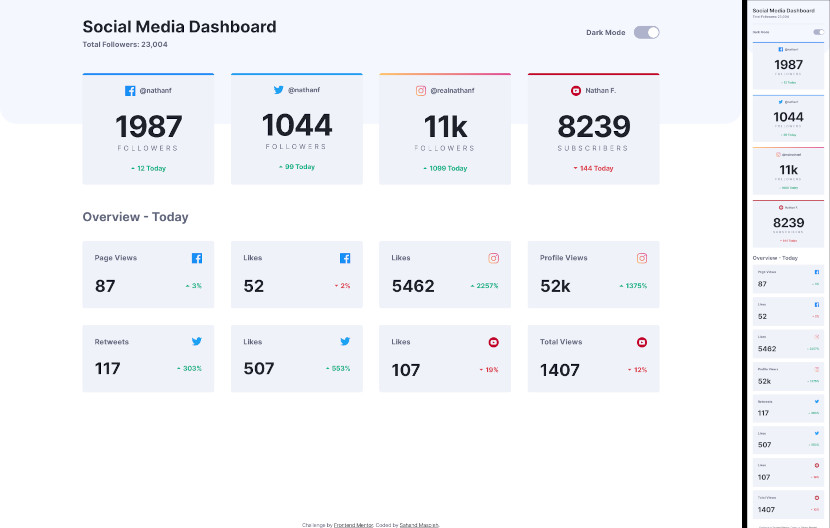 Social Media Dashboard
Total Followers: 23,004
Dark Mode
@nathanf
1987
FOLLOWERS
12 Today
@nathanf
1044
FOLLOWERS
99 Today
@realnathanf
11k
FOLLOWERS
1099 Today
Nathan F.
8239
SUBSCRIBERS
144 Today
Overview - Today
Page Views
87
3%
Likes
52
2%
Likes
5462
2257%
Profile Views
52k
1375%
Retweets
117
303%
Likes
507
553%
Likes
107
19%
Total Views
1407
12%
Challenge by Frontend Mentor. Coded by
Social Media Dashboard
Total Followers: 23,004
Dark Mode
@nathanf
1987
FOLLOWERS
12 Today
@nathanf
1044
FOLLOWERS
99 Today
@realnathanf
11k
FOLLOWERS
1099 Today
Nathan F.
8239
SUBSCRIBERS
144 Today
Overview - Today
Page Views
87
3%
Likes
52
2%
Likes
5462
2257%
Profile Views
52k
1375%
Retweets
117
303%
Likes
507
553%
Likes
107
19%
Total Views
1407
12%